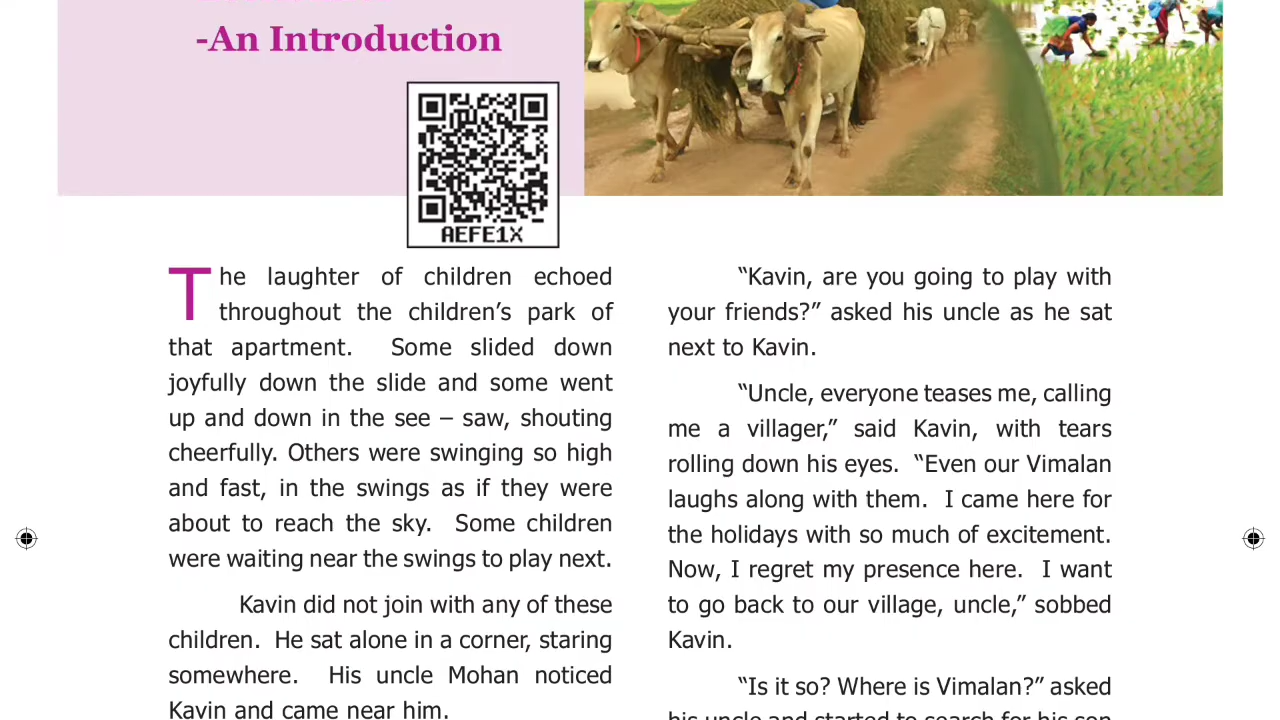 -An Introduction
AEFE1X
The laughter of children echoed
throughout the children's park of
that apartment. Some slided down
joyfully down the slide and some went
up and down in the see – saw, shouting
cheerfully. Others were swinging so high
and fast, in the swings as if they were
about to reach the sky. Some children
were waiting near the swings to play next.
Kavin did not join with any of these
children. He sat alone in a corner, staring
somewhere. His uncle Mohan noticed
Kavin and came near him.
“Kavin, are you going to play with
your friends?” asked his uncle as he sat
next to Kavin.
“Uncle, everyone teases me, calling
me a villager,” said Kavin, with tears
rolling down his eyes. “Even our Vimalan
laughs along with them. I came here for
the holidays with so much of excitement.
Now, I regret my presence here. I want
to go back to our village, uncle,” sobbed
Kavin.
“Is it so? Where is Vimalan?” asked
his uncle and started to search for his son